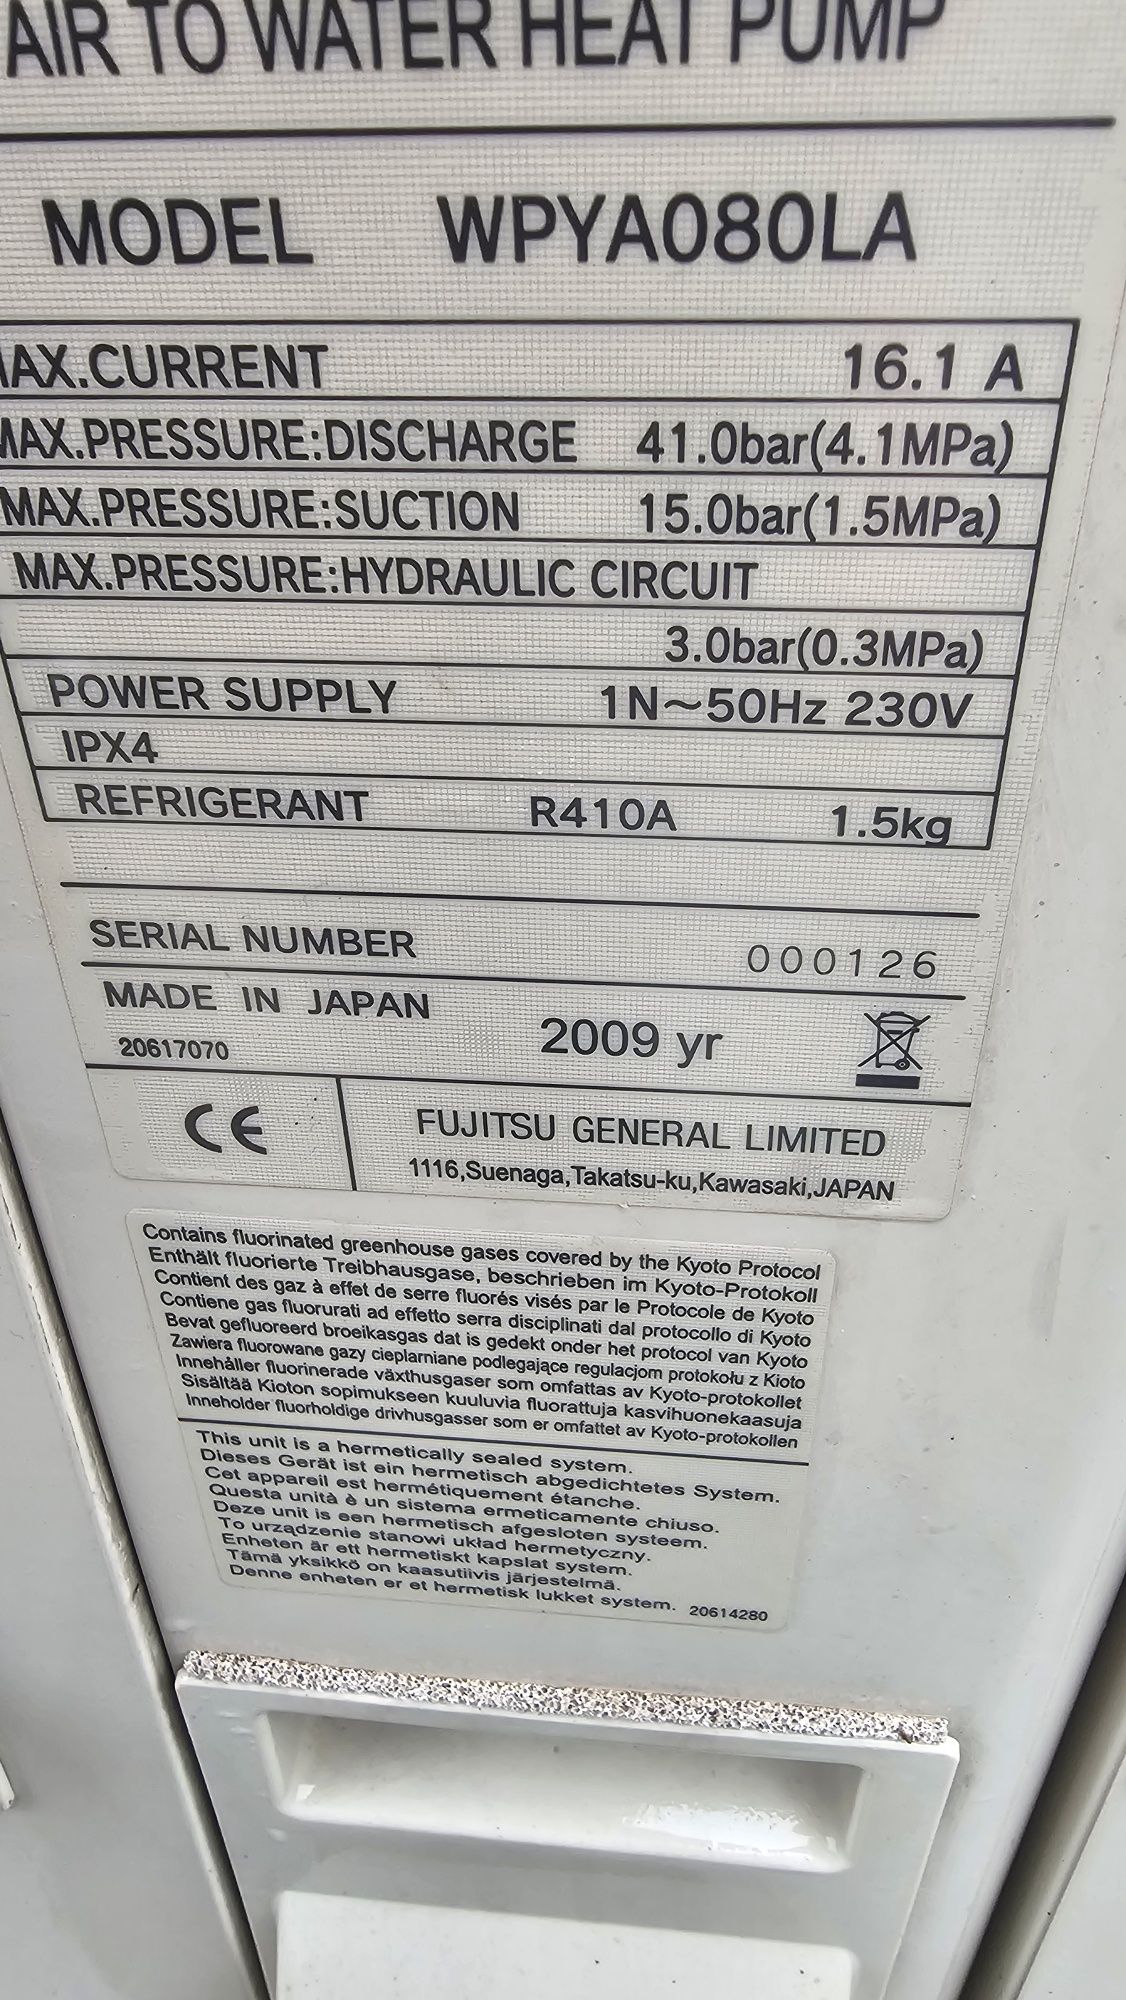 AIR TO WATER HEAT PUMP
MODEL WPYA080LA
MAX.CURRENT 16.1 A
MAX.PRESSURE:DISCHARGE 41.0bar(4.1MPa)
MAX.PRESSURE:SUCTION 15.0bar(1.5MPa)
MAX.PRESSURE:HYDRAULIC CIRCUIT
3.0bar(0.3MPa)
POWER SUPPLY 1N~50Hz 230V
IPX4
REFRIGERANT R410A 1.5kg
SERIAL NUMBER 000126
MADE IN JAPAN
20617070 2009 yr
CE FUJITSU GENERAL LIMITED
1116,Suenaga,Takatsu-ku,Kawasaki,JAPAN
Contains fluorinated greenhouse gases covered by the Kyoto Protocol
Enthält fluorierte Treibhausgase, beschrieben im Kyoto-Protokoll
Contient des gaz à effet de serre fluorés visés par le Protocole de Kyoto
Contiene gas fluorurati ad effetto serra disciplinati dal protocollo di Kyoto
Bevat gefluoreerd broeikasgas dat is gedekt onder het protocol van Kyoto
Zawiera fluorowane gazy cieplarniane podlegające regulacjom protokołu z Kioto
Innehåller fluorinerade växthusgaser som omfattas av Kyoto-protokollet
Sisältää Kioton sopimukseen kuuluvia fluorattuja kasvihuonekaasuja
Inneholder fluorholdige drivhusgasser som er omfattet av Kyoto-protokollen
This unit is a hermetically sealed system.
Dieses Gerät ist ein hermetisch abgedichtetes System.
Cet appareil est hermétiquement étanche.
Questa unità è un sistema ermeticamente chiuso.
Deze unit is een hermetisch afgesloten systeem.
To urządzenie stanowi układ hermetyczny.
Enheten är ett hermetiskt kapslat system.
Tämä yksikkö on kaasutiivis järjestelmä.
Denne enheten er et hermetisk lukket system. 20614280